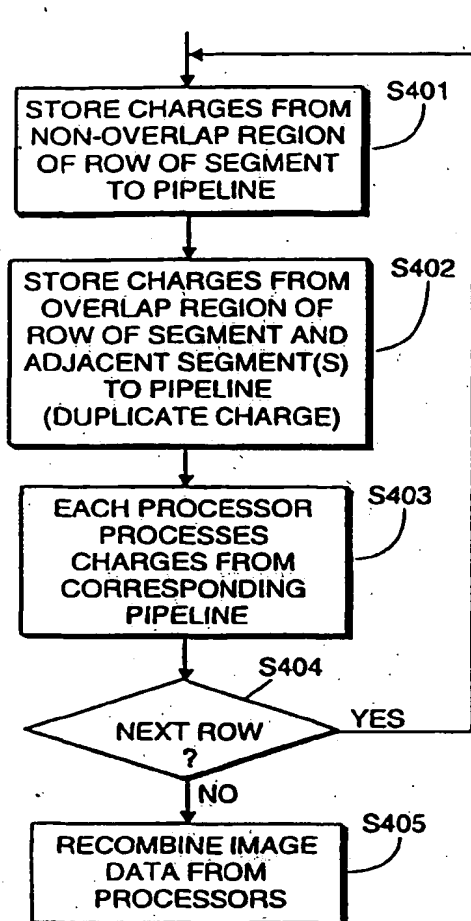 S401
STORE CHARGES FROM
NON-OVERLAP REGION
OF ROW OF SEGMENT
TO PIPELINE
S402
STORE CHARGES FROM
OVERLAP REGION OF
ROW OF SEGMENT AND
ADJACENT SEGMENT(S)
TO PIPELINE
(DUPLICATE CHARGE)
S403
EACH PROCESSOR
PROCESSES
CHARGES FROM
CORRESPONDING
PIPELINE
S404
NEXT ROW
?
YES
NO
S405
RECOMBINE IMAGE
DATA FROM
PROCESSORS